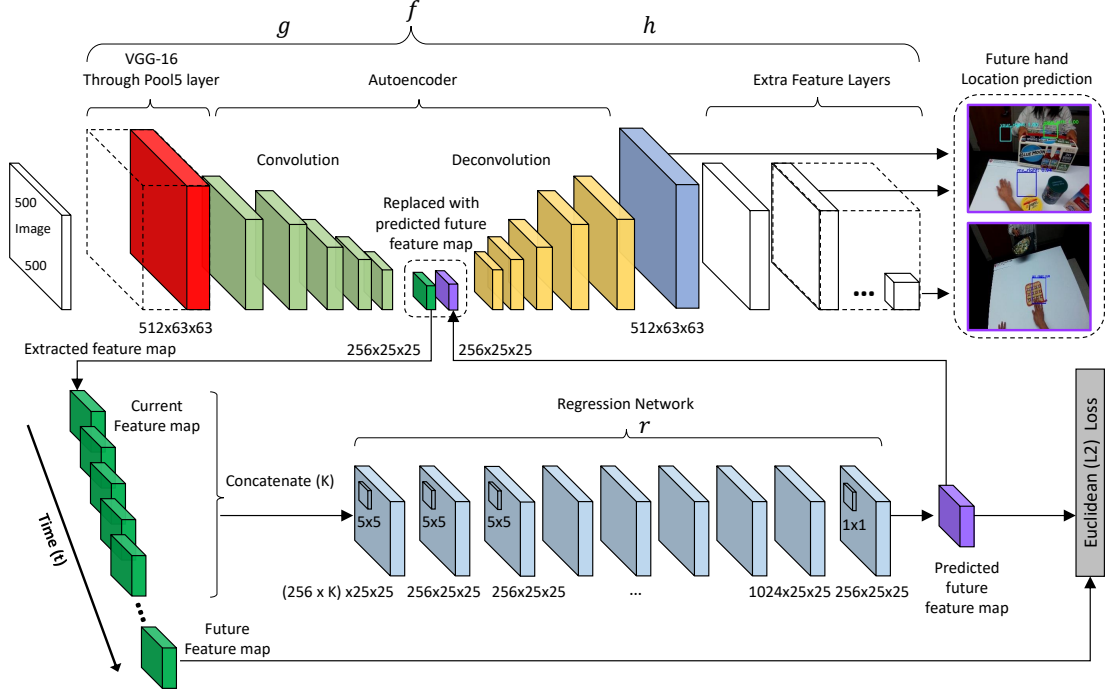 f
g
h
VGG-16
Through Pool5 layer
Autoencoder
Extra Feature Layers
Future hand
Location prediction
Convolution
Deconvolution
500
Image
500
Replaced with
predicted future
feature map
...
512x63x63
512x63x63
Extracted feature map
256x25x25
256x25x25
Current
Feature map
Regression Network
r
Concatenate (K)
5x5
5x5
5x5
1x1
Time (t)
(256 x K) x25x25
256x25x25
256x25x25
...
1024x25x25
256x25x25
Predicted
future
feature map
Euclidean (L2) Loss
Future
Feature map